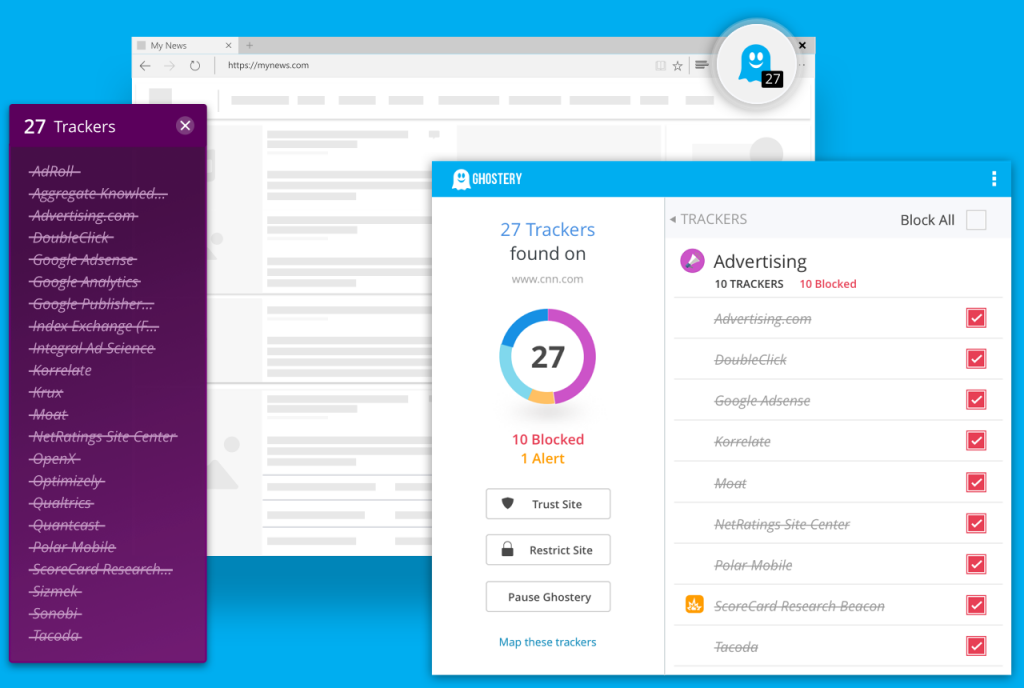 My News
https://mynews.com
27
27 Trackers
AdRoll
Aggregate Knowled...
Advertising.com
DoubleClick
Google Adsense
Google Analytics
Google Publisher...
Index Exchange (F...
Integral Ad Science
Korrelate
Krux
Moat
NetRatings Site Center
OpenX
Optimizely
Qualtrics
Quantcast
Polar Mobile
ScoreCard Research...
Sizmek
Sonobi
Tacoda
GHOSTERY
27 Trackers
found on
www.cnn.com
27
10 Blocked
1 Alert
Trust Site
Restrict Site
Pause Ghostery
Map these trackers
TRACKERS
Block All
Advertising
10 TRACKERS 10 Blocked
Advertising.com
DoubleClick
Google Adsense
Korrelate
Moat
NetRatings Site Center
Polar Mobile
ScoreCard Research Beacon
Tacoda